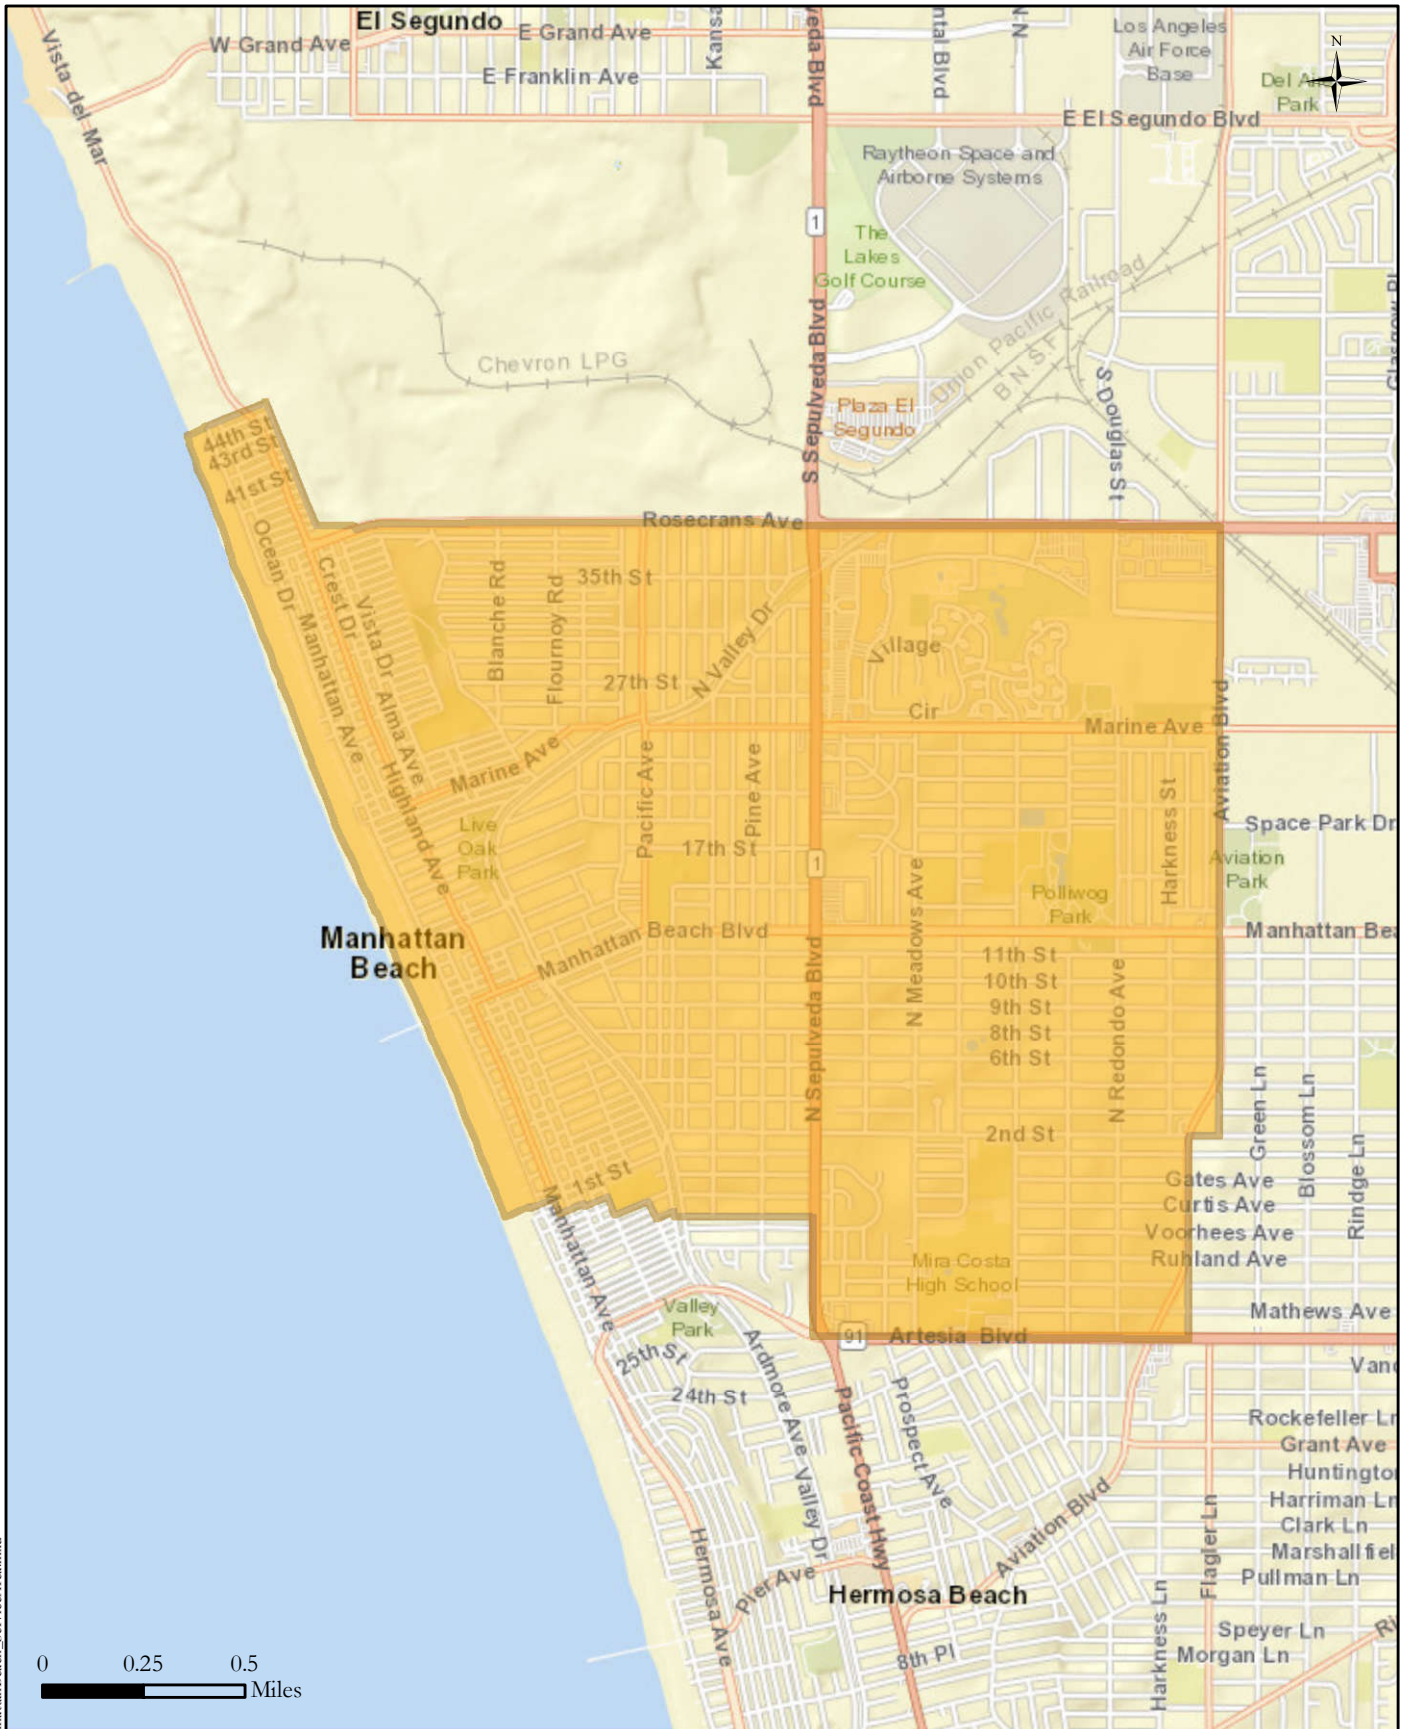 El Segundo
E Grand Ave
W Grand Ave
E Franklin Ave
Vista del Mar
Los Angeles
Air Force
Base
N
Del
Park
E El Segundo Blvd
Raytheon Space and
Airborne Systems
1
The
Lakes
Golf Course
Union Pacific Railroad
BNSF
Chevron LPG
S Sepulveda Blvd
Plaza El
Segundo
S Douglas St
44th St
43rd St
41st St
Rosecrans Ave
Ocean Dr
Crest Dr
Vista Dr
Manhattan Ave
Alma Ave
Highland Ave
Blanche Rd
Flournoy Rd
35th St
27th St
N Valley Dr
Village
Cir
Marine Ave
Marine Ave
Aviation Blvd
Pacific Ave
Pine Ave
Live
Oak
Park
17th St
1
Harkness St
Space Park Dr
Aviation
Park
Polliwog
Park
N Meadows Ave
Manhattan
Beach
Manhattan Beach Blvd
Manhattan Bea
N Sepulveda Blvd
11th St
10th St
9th St
8th St
6th St
N Redondo Ave
2nd St
Green Ln
Blossom Ln
Rindge Ln
1st St
Gates Ave
Curtis Ave
Voorhees Ave
Ruhland Ave
Manhattan Ave
Mira Costa
High School
Mathews Ave
Valley
Park
91
Artesia Blvd
25th St
24th St
Ardmore Ave
Valley Dr
Pacific Coast Hwy
Prospect Ave
Rockefeller Ln
Grant Ave
Harriman Ln
Clark Ln
Pullman Ln
Flagler Ln
Aviation Blvd
Hermosa Ave
Pier Ave
Hermosa Beach
Harkness Ln
Speyer Ln
Morgan Ln
8th Pl
0 0.25 0.5
Miles